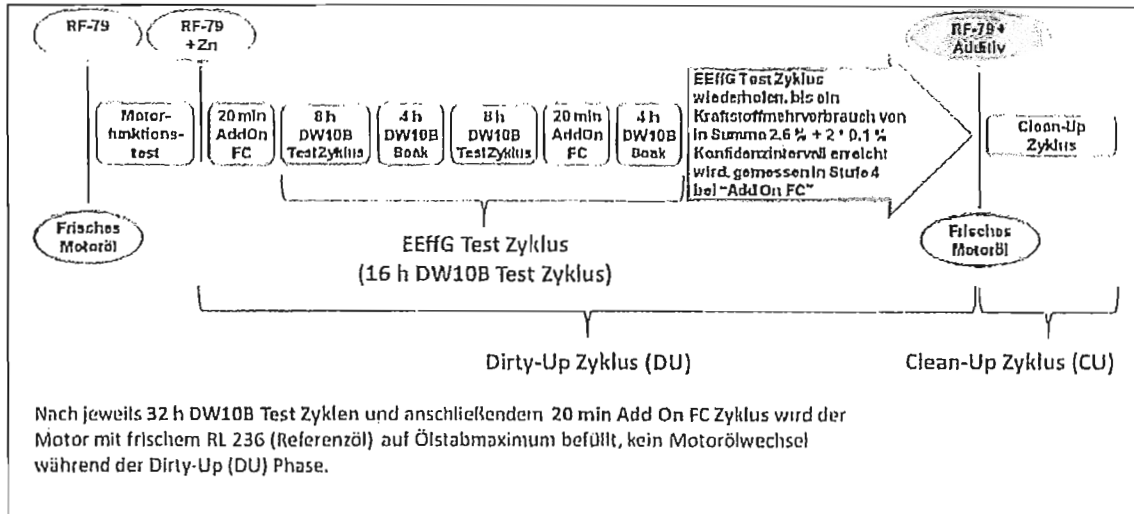 RF-79
RF-79
+Zn
RF-79+
Additiv
Motor-
funktions-
test
20 min
AddOn
FC
8 h
DW10B
TestZyklus
4 h
DW10B
Soak
8 h
DW10B
TestZyklus
20 min
AddOn
FC
4 h
DW10B
Soak
EEffG Test Zyklus
wiederholen, bis ein
Kraftstoffmehrverbrauch von
in Summe 2,6 % + 2 * 0,1 %
Konfidenzintervall erreicht
wird, gemessen in Stufe 4
bei "Add On FC"
Clean-Up
Zyklus
Frisches
Motoröl
Frisches
Motoröl
EEffG Test Zyklus
(16 h DW10B Test Zyklus)
Dirty-Up Zyklus (DU)
Clean-Up Zyklus (CU)
Nach jeweils 32 h DW10B Test Zyklen und anschließendem 20 min Add On FC Zyklus wird der
Motor mit frischem RL 236 (Referenzöl) auf Ölstabmaximum befüllt, kein Motorölwechsel
während der Dirty-Up (DU) Phase.